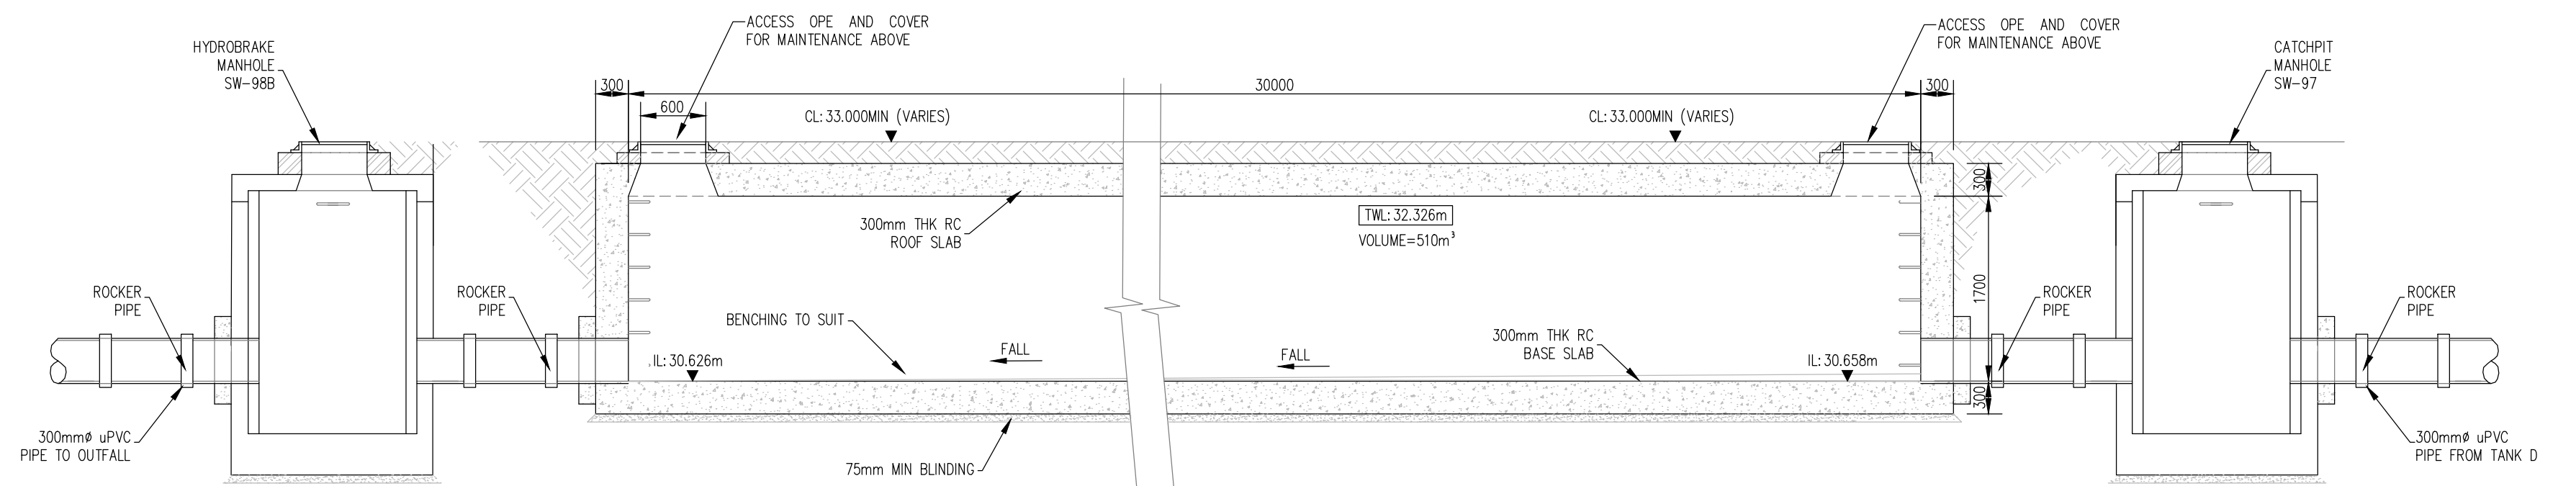 HYDROBRAKE
MANHOLE
SW-98B
ACCESS OPE AND COVER
FOR MAINTENANCE ABOVE
ACCESS OPE AND COVER
FOR MAINTENANCE ABOVE
CATCHPIT
MANHOLE
SW-97
300
30000
300
600
CL: 33.000MIN (VARIES)
CL: 33.000MIN (VARIES)
300
1700
300
300mm THK RC
ROOF SLAB
TWL: 32.326m
VOLUME=510m³
ROCKER
PIPE
ROCKER
PIPE
BENCHING TO SUIT
FALL
FALL
300mm THK RC
BASE SLAB
ROCKER
PIPE
ROCKER
PIPE
IL: 30.626m
IL: 30.658m
300mmø uPVC
PIPE TO OUTFALL
75mm MIN BLINDING
300mmø uPVC
PIPE FROM TANK D